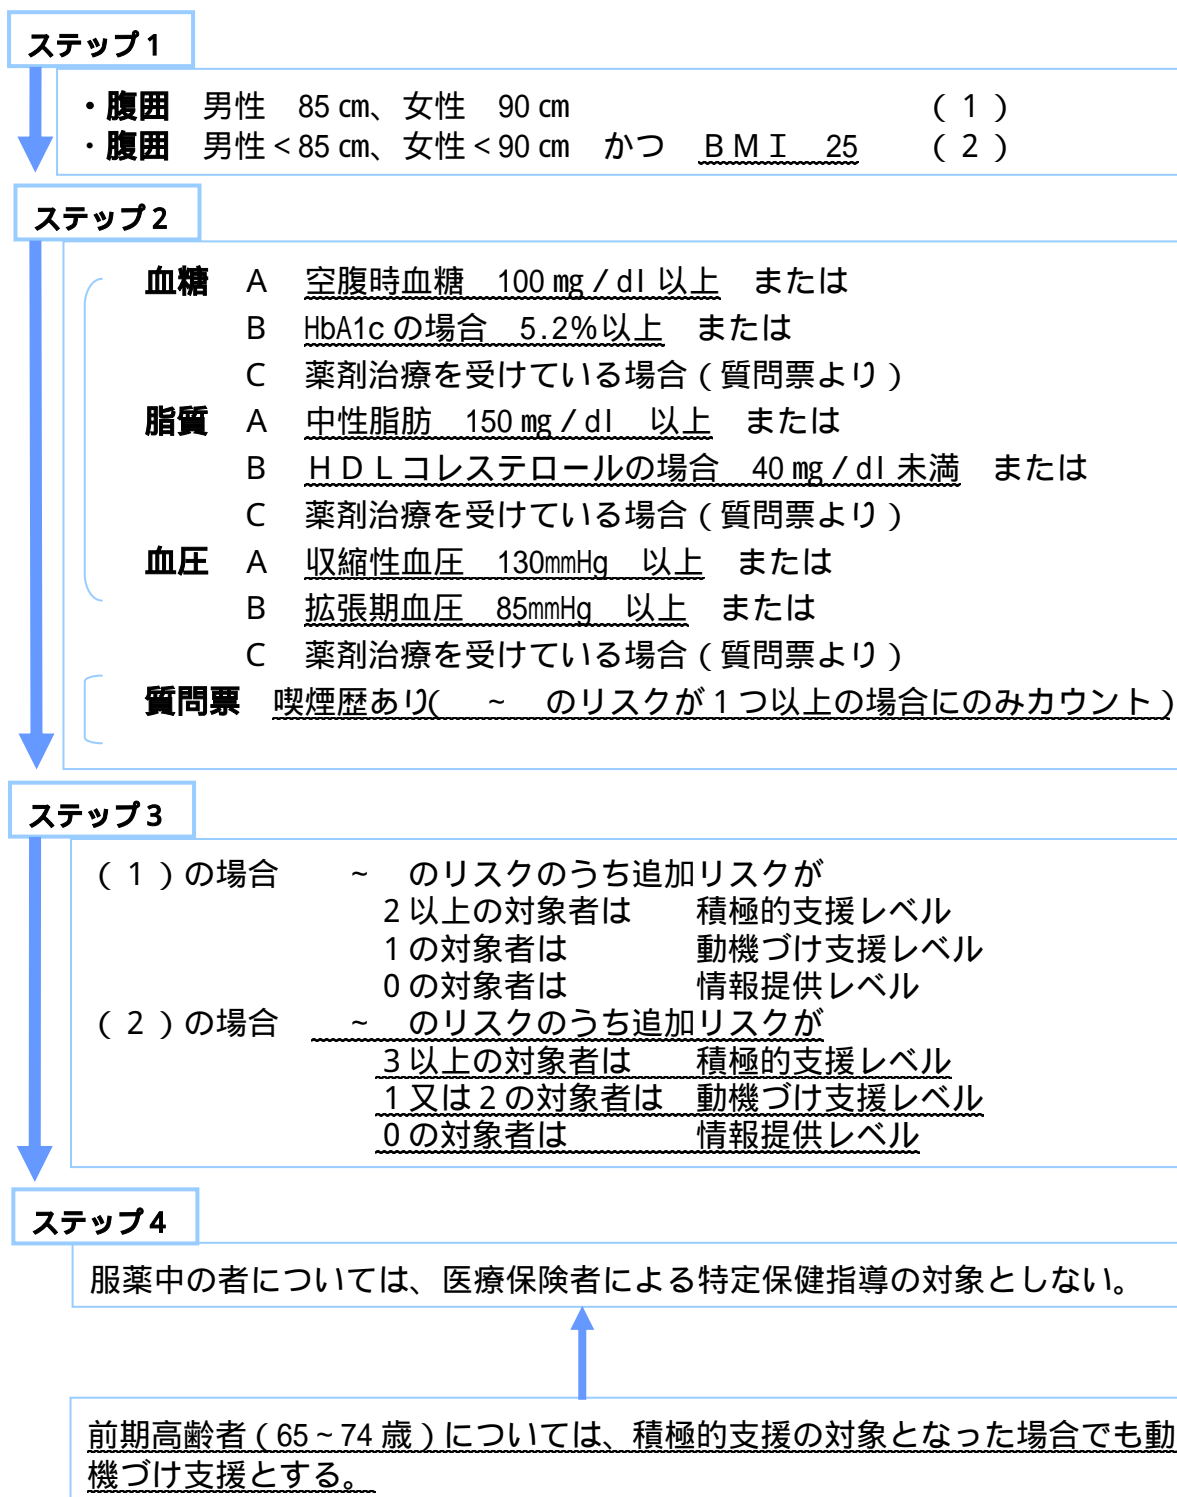 ステップ1
・腹囲　男性　85㎝、女性　90㎝　（1）
・腹囲　男性＜85㎝、女性＜90㎝　かつ　ＢＭＩ　25　（2）
ステップ2
血糖　A　空腹時血糖　100㎎／dl以上　または
B　HbA1cの場合　5.2％以上　または
C　薬剤治療を受けている場合（質問票より）
脂質　A　中性脂肪　150㎎／dl　以上　または
B　ＨＤＬコレステロールの場合　40㎎／dl未満　または
C　薬剤治療を受けている場合（質問票より）
血圧　A　収縮性血圧　130mmHg　以上　または
B　拡張期血圧　85mmHg　以上　または
C　薬剤治療を受けている場合（質問票より）
質問票　喫煙歴あり（　～　のリスクが1つ以上の場合にのみカウント）
ステップ3
（1）の場合　～　のリスクのうち追加リスクが
2以上の対象者は　積極的支援レベル
1の対象者は　動機づけ支援レベル
0の対象者は　情報提供レベル
（2）の場合　～　のリスクのうち追加リスクが
3以上の対象者は　積極的支援レベル
1又は2の対象者は　動機づけ支援レベル
0の対象者は　情報提供レベル
ステップ4
服薬中の者については、医療保険者による特定保健指導の対象としない。
前期高齢者（65～74歳）については、積極的支援の対象となった場合でも動
機づけ支援とする。